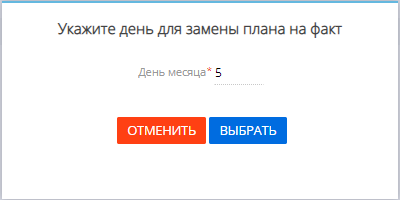 Укажите день для замены плана на факт
День месяца* 5
ОТМЕНИТЬ ВЫБРАТЬ